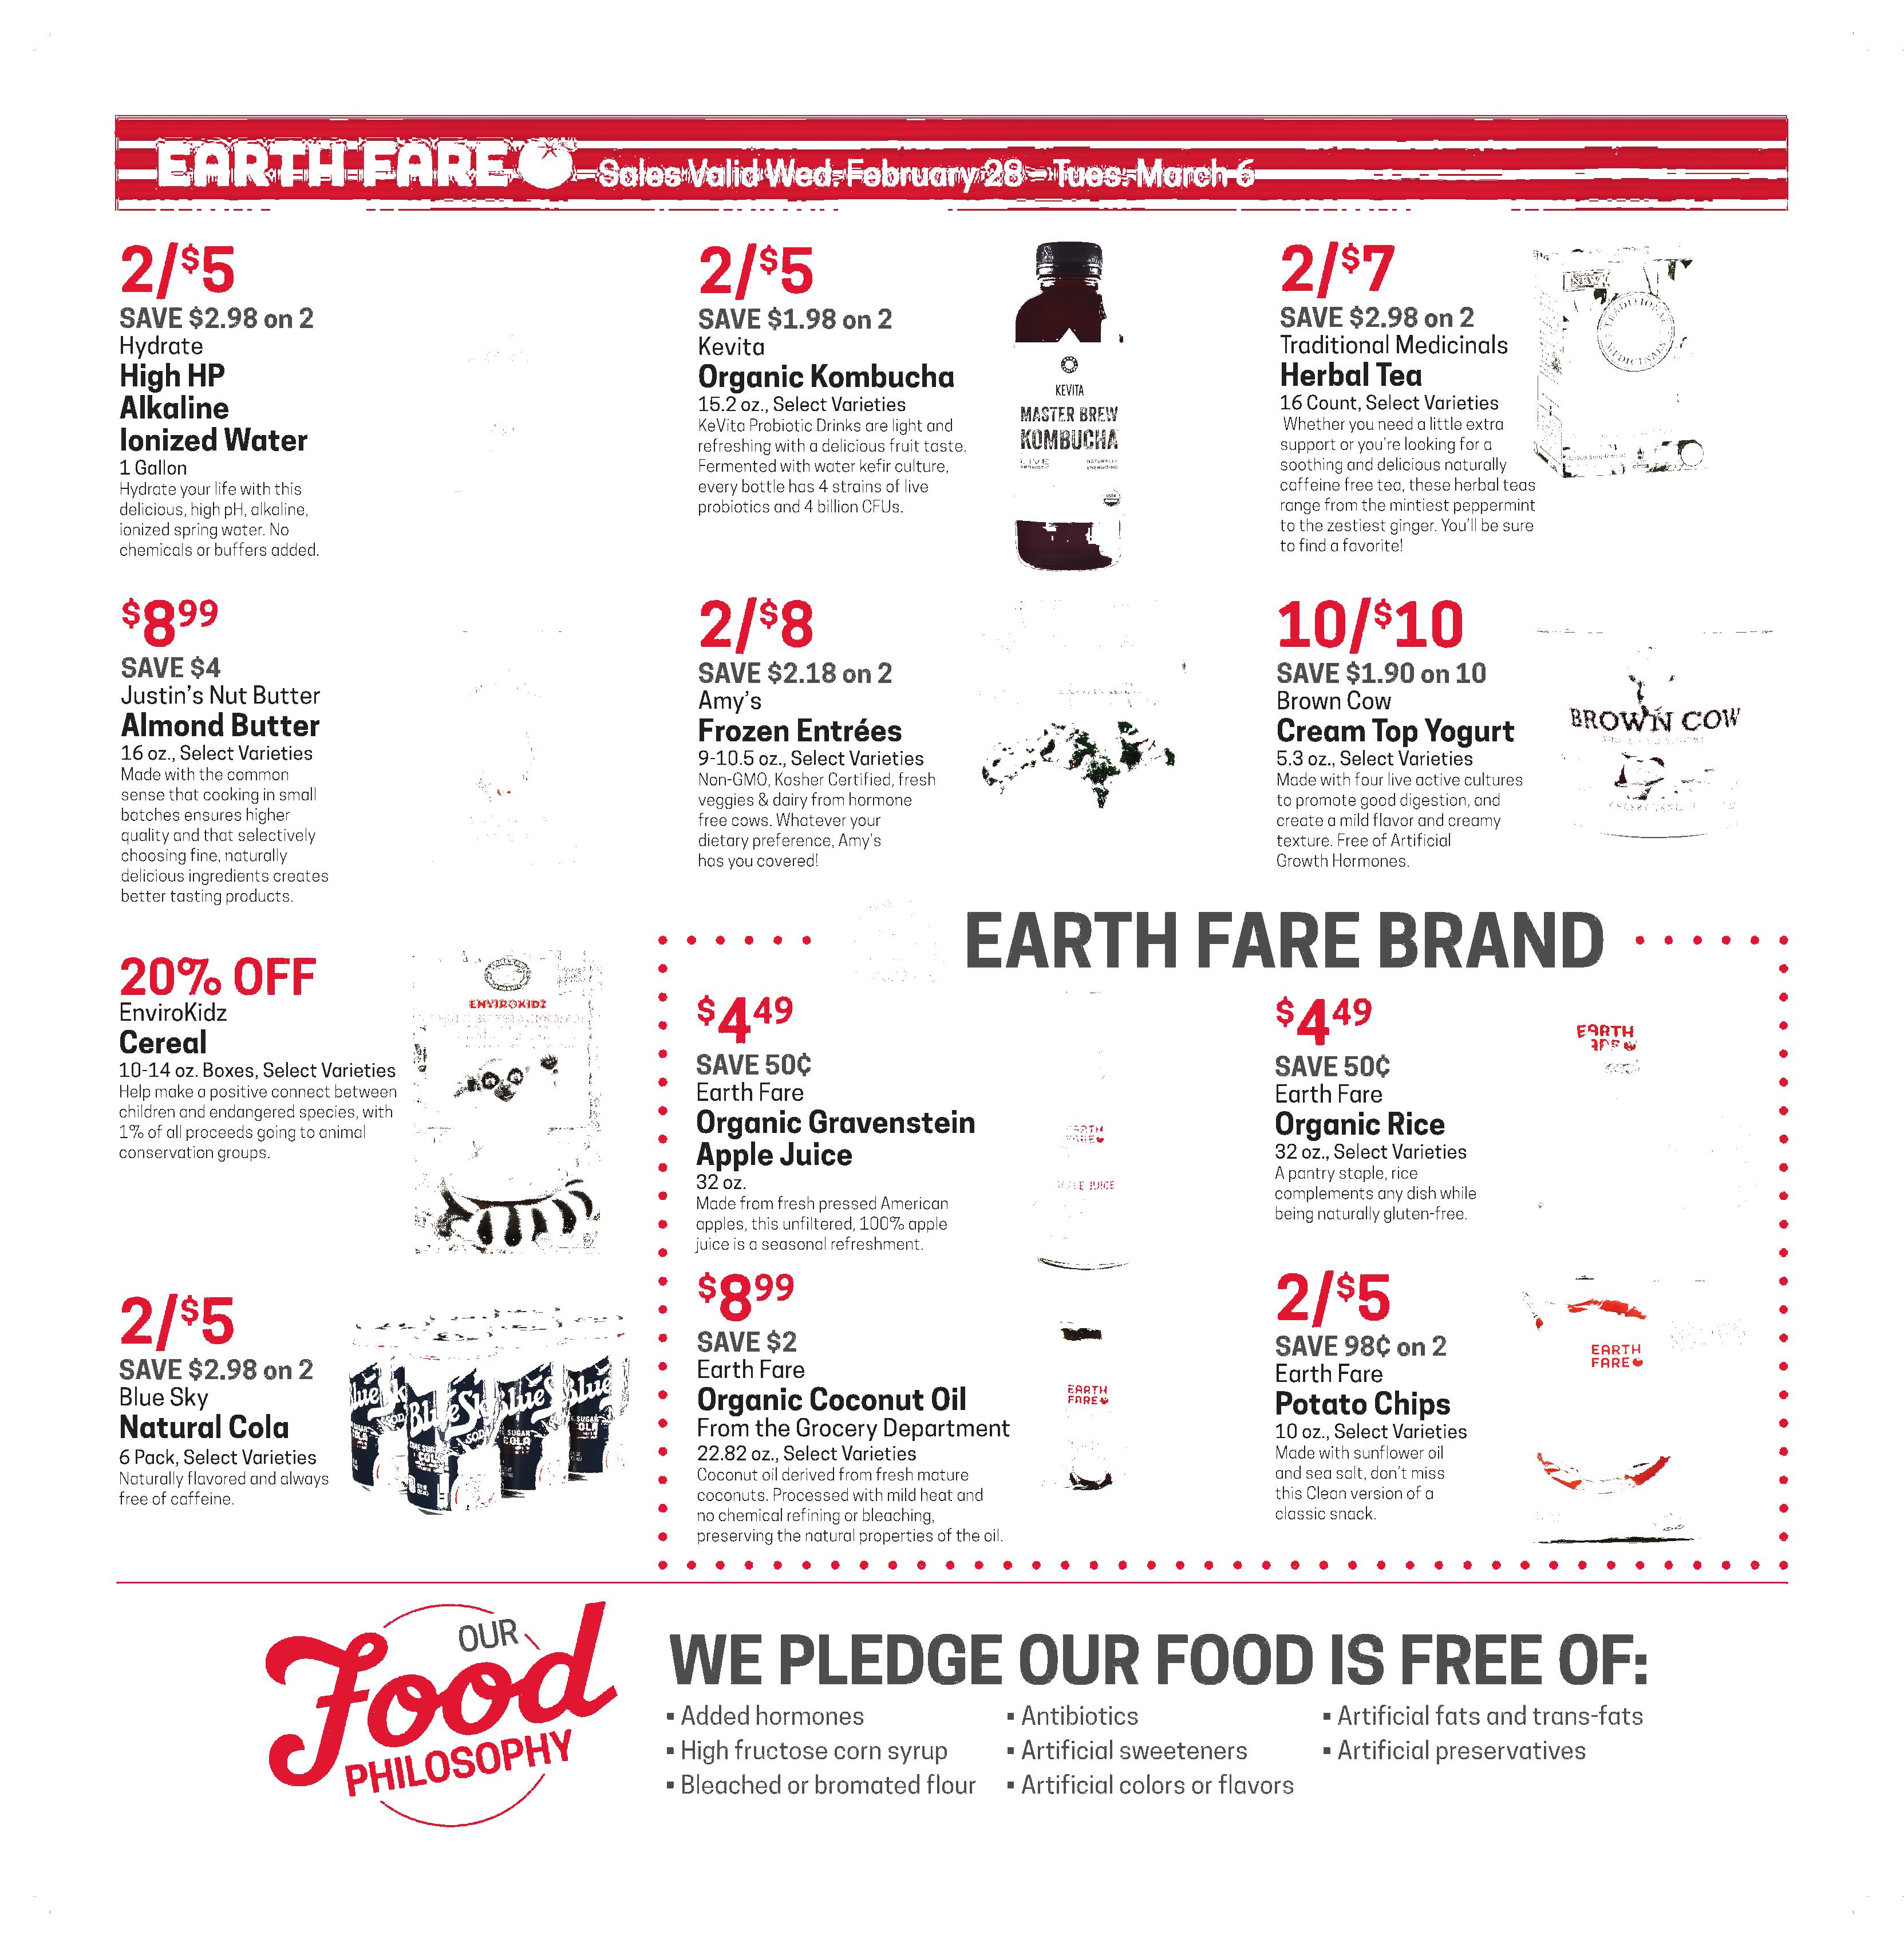 EARTH FARE Sales Valid Wed. February 28 – Tues. March 6
2/$5
SAVE $2.98 on 2
Hydrate
High HP
Alkaline
Ionized Water
1 Gallon
Hydrate your life with this
delicious, high pH, alkaline,
ionized spring water. No
chemicals or buffers added.
2/$5
SAVE $1.98 on 2
Kevita
Organic Kombucha
15.2 oz., Select Varieties
KeVita Probiotic Drinks are light and
refreshing with a delicious fruit taste.
Fermented with water kefir culture,
every bottle has 4 strains of live
probiotics and 4 billion CFUs.
KEVITA
MASTER BREW
KOMBUCHA
LIVE
2/$7
SAVE $2.98 on 2
Traditional Medicinals
Herbal Tea
16 Count, Select Varieties
Whether you need a little extra
support or you're looking for a
soothing and delicious naturally
caffeine free tea, these herbal teas
range from the mintiest peppermint
to the zestiest ginger. You'll be sure
to find a favorite!
TRADITIONAL
MEDICINALS
$8.99
SAVE $4
Justin's Nut Butter
Almond Butter
16 oz., Select Varieties
Made with the common
sense that cooking in small
batches ensures higher
quality and that selectively
choosing fine, naturally
delicious ingredients creates
better tasting products.
2/$8
SAVE $2.18 on 2
Amy's
Frozen Entrées
9-10.5 oz., Select Varieties
Non-GMO, Kosher Certified, fresh
veggies & dairy from hormone
free cows. Whatever your
dietary preference, Amy's
has you covered!
10/$10
SAVE $1.90 on 10
Brown Cow
Cream Top Yogurt
5.3 oz., Select Varieties
Made with four live active cultures
to promote good digestion, and
create a mild flavor and creamy
texture. Free of Artificial
Growth Hormones.
BROWN COW
20% OFF
EnviroKidz
Cereal
10-14 oz. Boxes, Select Varieties
Help make a positive connect between
children and endangered species, with
1% of all proceeds going to animal
conservation groups.
ENVIROKIDZ
2/$5
SAVE $2.98 on 2
Blue Sky
Natural Cola
6 Pack, Select Varieties
Naturally flavored and always
free of caffeine.
Blue Sky
SODA
COLA
EARTH FARE BRAND
$4.49
SAVE 50¢
Earth Fare
Organic Gravenstein
Apple Juice
32 oz.
Made from fresh pressed American
apples, this unfiltered, 100% apple
juice is a seasonal refreshment.
EARTH
FARE
JUICE
$4.49
SAVE 50¢
Earth Fare
Organic Rice
32 oz., Select Varieties
A pantry staple, rice
complements any dish while
being naturally gluten-free.
EARTH
FARE
$8.99
SAVE $2
Earth Fare
Organic Coconut Oil
From the Grocery Department
22.82 oz., Select Varieties
Coconut oil derived from fresh mature
coconuts. Processed with mild heat and
no chemical refining or bleaching,
preserving the natural properties of the oil.
EARTH
FARE
2/$5
SAVE 98¢ on 2
Earth Fare
Potato Chips
10 oz., Select Varieties
Made with sunflower oil
and sea salt, don't miss
this Clean version of a
classic snack.
EARTH
FARE
OUR
Food
PHILOSOPHY
WE PLEDGE OUR FOOD IS FREE OF:
▪ Added hormones
▪ High fructose corn syrup
▪ Bleached or bromated flour
▪ Antibiotics
▪ Artificial sweeteners
▪ Artificial colors or flavors
▪ Artificial fats and trans-fats
▪ Artificial preservatives